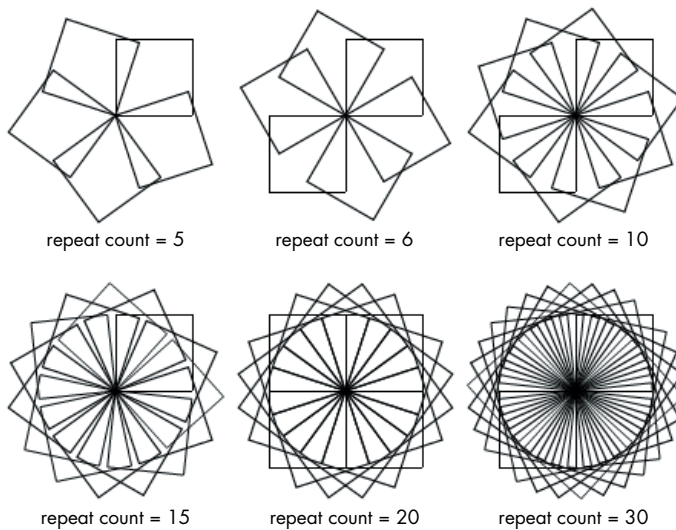 repeat count = 5
repeat count = 6
repeat count = 10
repeat count = 15
repeat count = 20
repeat count = 30